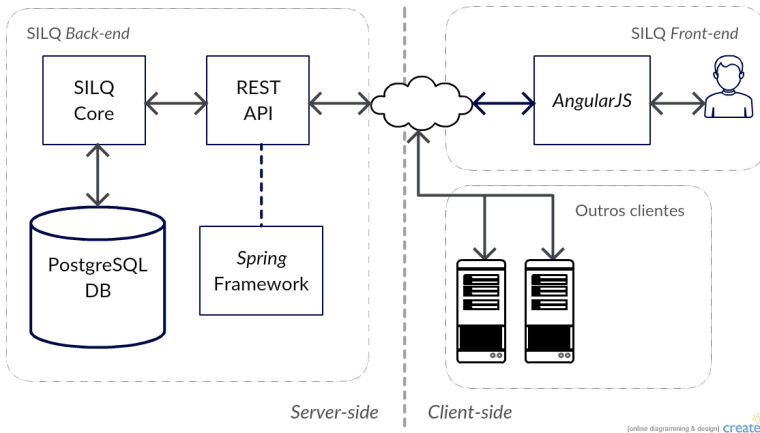 SILQ Back-end
SILQ
Core
REST
API
PostgreSQL
DB
Spring
Framework
SILQ Front-end
AngularJS
Outros clientes
Server-side
Client-side
[online diagramming & design]